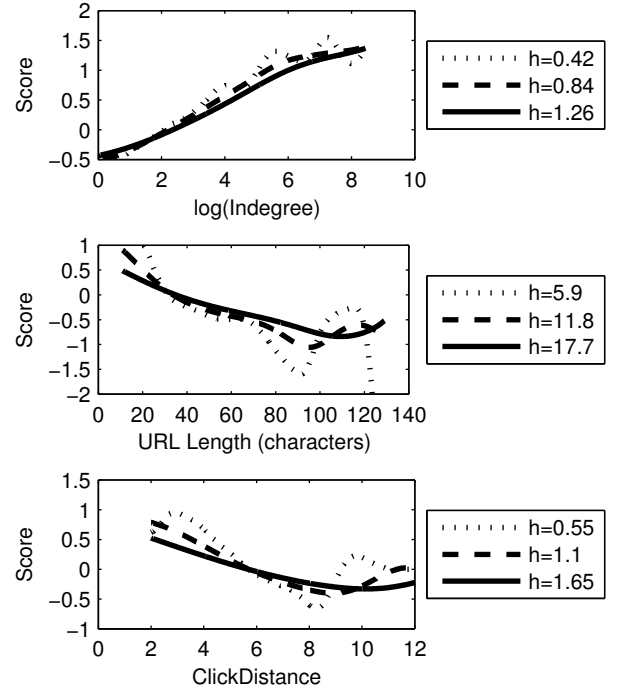 2
1.5
1
0.5
0
−0.5
Score
0 2 4 6 8 10
log(Indegree)
h=0.42
h=0.84
h=1.26
1
0.5
0
−0.5
−1
−1.5
−2
Score
0 20 40 60 80 100 120 140
URL Length (characters)
h=5.9
h=11.8
h=17.7
1.5
1
0.5
0
−0.5
−1
Score
0 2 4 6 8 10 12
ClickDistance
h=0.55
h=1.1
h=1.65